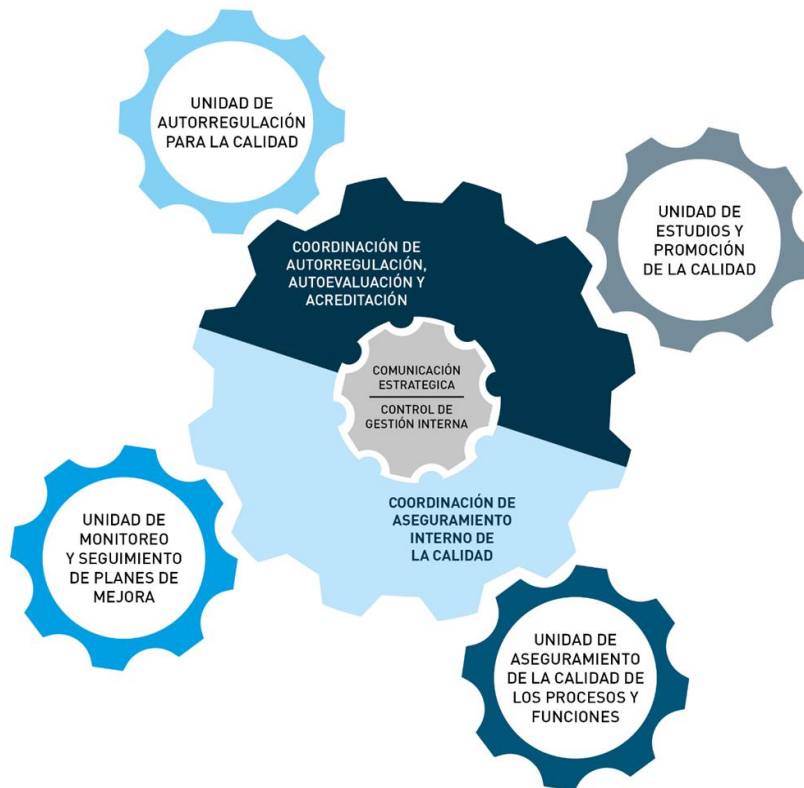 UNIDAD DE
AUTORREGULACIÓN
PARA LA CALIDAD
UNIDAD DE
ESTUDIOS Y
PROMOCIÓN
DE LA CALIDAD
COORDINACIÓN DE
AUTORREGULACIÓN,
AUTOEVALUACIÓN Y
ACREDITACIÓN
COMUNICACIÓN
ESTRATEGICA
CONTROL DE
GESTIÓN INTERNA
COORDINACIÓN DE
ASEGURAMIENTO
INTERNO DE
LA CALIDAD
UNIDAD DE
MONITOREO
Y SEGUIMIENTO
DE PLANES DE
MEJORA
UNIDAD DE
ASEGURAMIENTO
DE LA CALIDAD DE
LOS PROCESOS Y
FUNCIONES